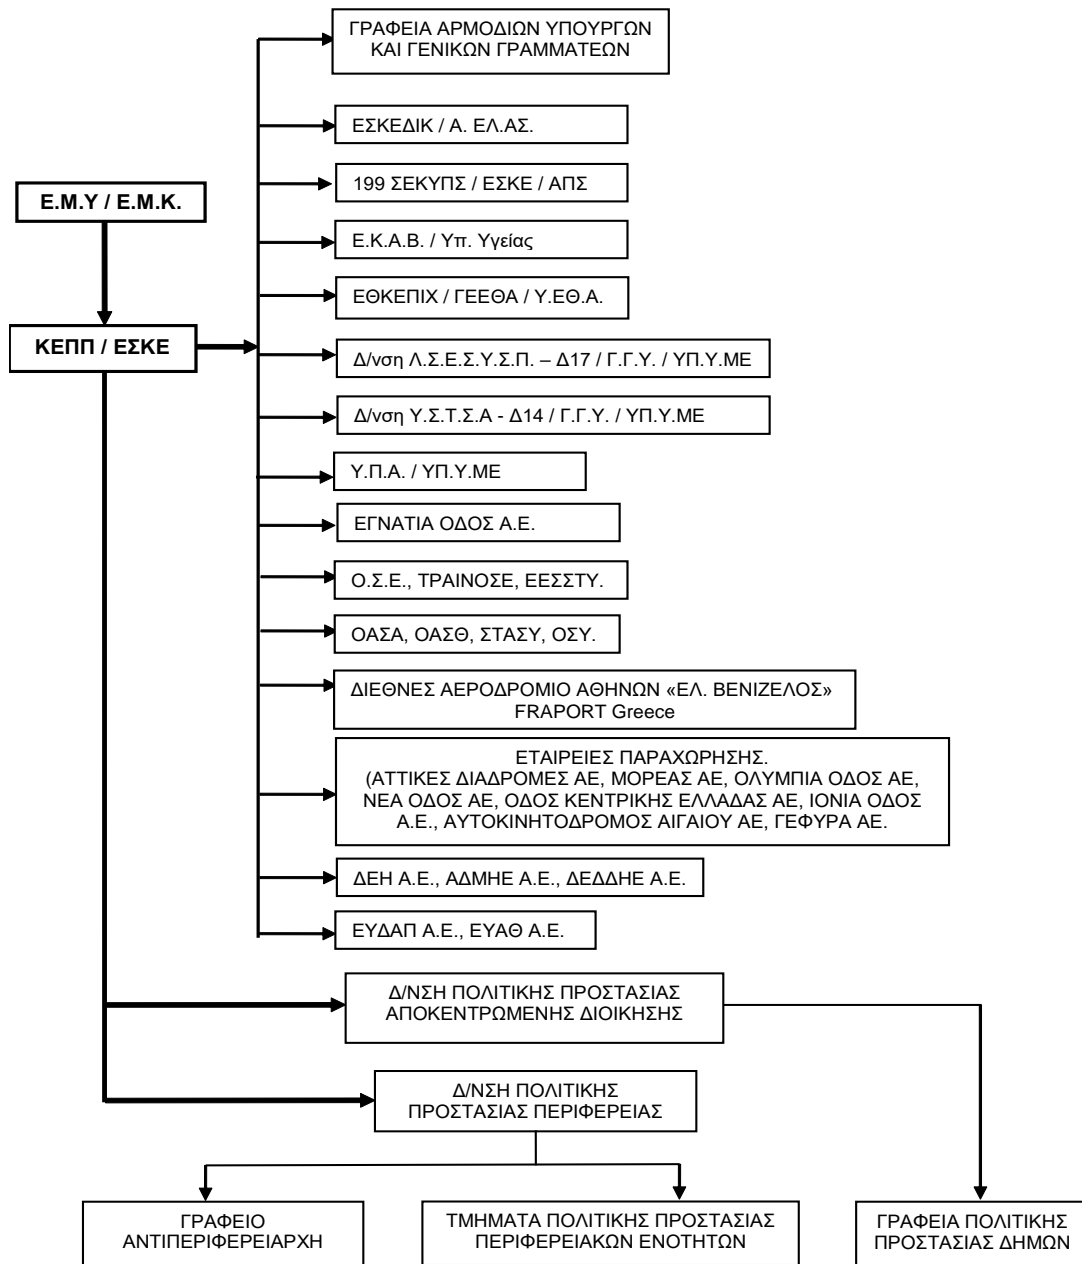 ΓΡΑΦΕΙΑ ΑΡΜΟΔΙΩΝ ΥΠΟΥΡΓΩΝ
ΚΑΙ ΓΕΝΙΚΩΝ ΓΡΑΜΜΑΤΕΩΝ
ΕΣΚΕΔΙΚ / Α. ΕΛ.ΑΣ.
199 ΣΕΚΥΠΣ / ΕΣΚΕ / ΑΠΣ
Ε.Μ.Υ / Ε.Μ.Κ.
Ε.Κ.Α.Β. / Υπ. Υγείας
ΕΘΚΕΠΙΧ / ΓΕΕΘΑ / Υ.ΕΘ.Α.
ΚΕΠΠ / ΕΣΚΕ
Δ/νση Λ.Σ.Ε.Σ.Υ.Σ.Π. – Δ17 / Γ.Γ.Υ. / ΥΠ.Υ.ΜΕ
Δ/νση Υ.Σ.Τ.Σ.Α - Δ14 / Γ.Γ.Υ. / ΥΠ.Υ.ΜΕ
Υ.Π.Α. / ΥΠ.Υ.ΜΕ
ΕΓΝΑΤΙΑ ΟΔΟΣ Α.Ε.
Ο.Σ.Ε., ΤΡΑΙΝΟΣΕ, ΕΕΣΣΤΥ.
ΟΑΣΑ, ΟΑΣΘ, ΣΤΑΣΥ, ΟΣΥ.
ΔΙΕΘΝΕΣ ΑΕΡΟΔΡΟΜΙΟ ΑΘΗΝΩΝ «ΕΛ. ΒΕΝΙΖΕΛΟΣ»
FRAPORT Greece
ΕΤΑΙΡΕΙΕΣ ΠΑΡΑΧΩΡΗΣΗΣ.
(ΑΤΤΙΚΕΣ ΔΙΑΔΡΟΜΕΣ ΑΕ, ΜΟΡΕΑΣ ΑΕ, ΟΛΥΜΠΙΑ ΟΔΟΣ ΑΕ,
ΝΕΑ ΟΔΟΣ ΑΕ, ΟΔΟΣ ΚΕΝΤΡΙΚΗΣ ΕΛΛΑΔΑΣ ΑΕ, ΙΟΝΙΑ ΟΔΟΣ
Α.Ε., ΑΥΤΟΚΙΝΗΤΟΔΡΟΜΟΣ ΑΙΓΑΙΟΥ ΑΕ, ΓΕΦΥΡΑ ΑΕ.
ΔΕΗ Α.Ε., ΑΔΜΗΕ Α.Ε., ΔΕΔΔΗΕ Α.Ε.
ΕΥΔΑΠ Α.Ε., ΕΥΑΘ Α.Ε.
Δ/ΝΣΗ ΠΟΛΙΤΙΚΗΣ ΠΡΟΣΤΑΣΙΑΣ
ΑΠΟΚΕΝΤΡΩΜΕΝΗΣ ΔΙΟΙΚΗΣΗΣ
Δ/ΝΣΗ ΠΟΛΙΤΙΚΗΣ
ΠΡΟΣΤΑΣΙΑΣ ΠΕΡΙΦΕΡΕΙΑΣ
ΓΡΑΦΕΙΟ
ΑΝΤΙΠΕΡΙΦΕΡΕΙΑΡΧΗ
ΤΜΗΜΑΤΑ ΠΟΛΙΤΙΚΗΣ ΠΡΟΣΤΑΣΙΑΣ
ΠΕΡΙΦΕΡΕΙΑΚΩΝ ΕΝΟΤΗΤΩΝ
ΓΡΑΦΕΙΑ ΠΟΛΙΤΙΚΗΣ
ΠΡΟΣΤΑΣΙΑΣ ΔΗΜΩΝ